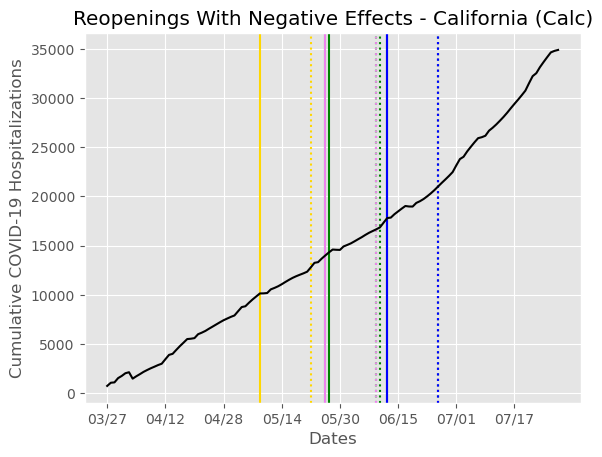 Reopenings With Negative Effects - California (Calc)
35000
30000
25000
20000
15000
10000
5000
0
Cumulative COVID-19 Hospitalizations
03/27 04/12 04/28 05/14 05/30 06/15 07/01 07/17
Dates